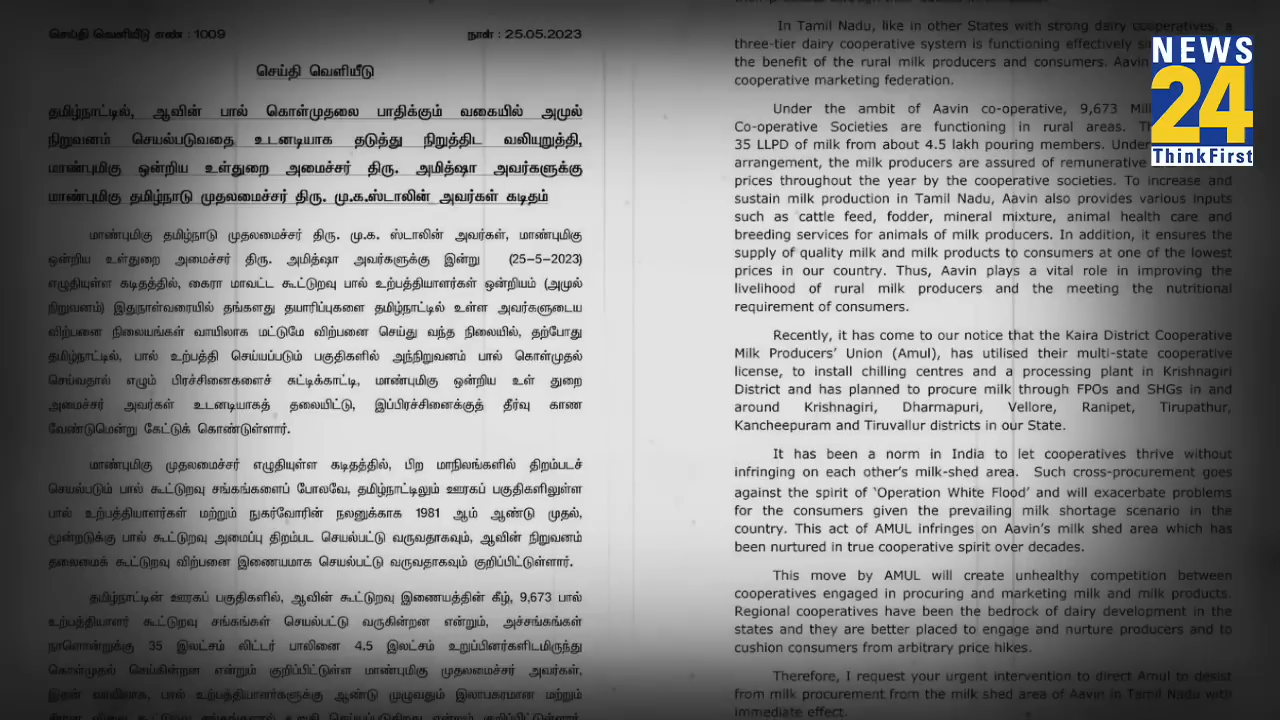 செய்தி வெளியீடு எண் : 1009
நாள் : 25.05.2023
செய்தி வெளியீடு
தமிழ்நாட்டில், ஆவின் பால் கொள்முதலை பாதிக்கும் வகையில் அமுல்
நிறுவனம் செயல்படுவதை உடனடியாக தடுத்து நிறுத்திட வலியுறுத்தி,
மாண்புமிகு ஒன்றிய உள்துறை அமைச்சர் திரு. அமித்ஷா அவர்களுக்கு
மாண்புமிகு தமிழ்நாடு முதலமைச்சர் திரு. மு.க.ஸ்டாலின் அவர்கள் கடிதம்
மாண்புமிகு தமிழ்நாடு முதலமைச்சர் திரு. மு.க. ஸ்டாலின் அவர்கள், மாண்புமிகு
ஒன்றிய உள்துறை அமைச்சர் திரு. அமித்ஷா அவர்களுக்கு இன்று (25-5-2023)
எழுதியுள்ள கடிதத்தில், கைரா மாவட்ட கூட்டுறவு பால் உற்பத்தியாளர்கள் ஒன்றியம் (அமுல்
நிறுவனம்) இதுநாள்வரையில் தங்களது தயாரிப்புகளை தமிழ்நாட்டில் உள்ள அவர்களுடைய
விற்பனை நிலையங்கள் வாயிலாக மட்டுமே விற்பனை செய்து வந்த நிலையில், தற்போது
தமிழ்நாட்டில், பால் உற்பத்தி செய்யப்படும் பகுதிகளில் அந்நிறுவனம் பால் கொள்முதல்
செய்வதால் எழும் பிரச்சினைகளைச் சுட்டிக்காட்டி, மாண்புமிகு ஒன்றிய உள் துறை
அமைச்சர் அவர்கள் உடனடியாகத் தலையிட்டு, இப்பிரச்சினைக்குத் தீர்வு காண
வேண்டுமென்று கேட்டுக் கொண்டுள்ளார்.
மாண்புமிகு முதலமைச்சர் எழுதியுள்ள கடிதத்தில், பிற மாநிலங்களில் திறம்படச்
செயல்படும் பால் கூட்டுறவு சங்கங்களைப் போலவே, தமிழ்நாட்டிலும் ஊரகப் பகுதிகளிலுள்ள
பால் உற்பத்தியாளர்கள் மற்றும் நுகர்வோரின் நலனுக்காக 1981 ஆம் ஆண்டு முதல்,
மூன்றடுக்கு பால் கூட்டுறவு அமைப்பு திறம்பட செயல்பட்டு வருவதாகவும், ஆவின் நிறுவனம்
தலைமைக் கூட்டுறவு விற்பனை இணையமாக செயல்பட்டு வருவதாகவும் குறிப்பிட்டுள்ளார்.
தமிழ்நாட்டின் ஊரகப் பகுதிகளில், ஆவின் கூட்டுறவு இணையத்தின் கீழ், 9,673 பால்
உற்பத்தியாளர் கூட்டுறவு சங்கங்கள் செயல்பட்டு வருகின்றன என்றும், அச்சங்கங்கள்
நாளொன்றுக்கு 35 இலட்சம் லிட்டர் பாலினை 4.5 இலட்சம் உறுப்பினர்களிடமிருந்து
கொள்முதல் செய்கின்றன என்றும் குறிப்பிட்டுள்ள மாண்புமிகு முதலமைச்சர் அவர்கள்,
இதன் வாயிலாக, பால் உற்பத்தியாளர்களுக்கு ஆண்டு முழுவதும் இலாபகரமான மற்றும்
In Tamil Nadu, like in other States with strong dairy cooperatives, a
three-tier dairy cooperative system is functioning effectively
the benefit of the rural milk producers and consumers. Aavin
cooperative marketing federation.
Under the ambit of Aavin co-operative, 9,673
Co-operative Societies are functioning in rural areas.
35 LLPD of milk from about 4.5 lakh pouring members. Under
arrangement, the milk producers are assured of remunerative
prices throughout the year by the cooperative societies. To increase and
sustain milk production in Tamil Nadu, Aavin also provides various inputs
such as cattle feed, fodder, mineral mixture, animal health care and
breeding services for animals of milk producers. In addition, it ensures the
supply of quality milk and milk products to consumers at one of the lowest
prices in our country. Thus, Aavin plays a vital role in improving the
livelihood of rural milk producers and the meeting the nutritional
requirement of consumers.
Recently, it has come to our notice that the Kaira District Cooperative
Milk Producers' Union (Amul), has utilised their multi-state cooperative
license, to install chilling centres and a processing plant in Krishnagiri
District and has planned to procure milk through FPOs and SHGs in and
around Krishnagiri, Dharmapuri, Vellore, Ranipet, Tirupathur,
Kancheepuram and Tiruvallur districts in our State.
It has been a norm in India to let cooperatives thrive without
infringing on each other's milk-shed area. Such cross-procurement goes
against the spirit of 'Operation White Flood' and will exacerbate problems
for the consumers given the prevailing milk shortage scenario in the
country. This act of AMUL infringes on Aavin's milk shed area which has
been nurtured in true cooperative spirit over decades.
This move by AMUL will create unhealthy competition between
cooperatives engaged in procuring and marketing milk and milk products.
Regional cooperatives have been the bedrock of dairy development in the
states and they are better placed to engage and nurture producers and to
cushion consumers from arbitrary price hikes.
Therefore, I request your urgent intervention to direct Amul to desist
from milk procurement from the milk shed area of Aavin in Tamil Nadu with
immediate effect.
NEWS
24
ThinkFirst